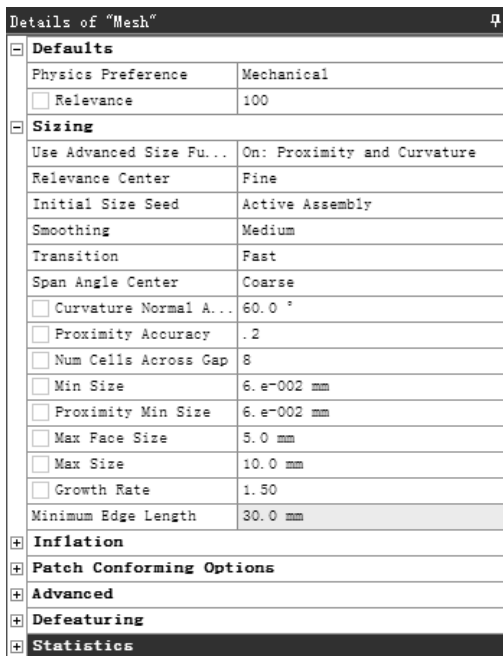 Details of "Mesh"
Defaults
Physics Preference Mechanical
Relevance 100
Sizing
Use Advanced Size Fu... On: Proximity and Curvature
Relevance Center Fine
Initial Size Seed Active Assembly
Smoothing Medium
Transition Fast
Span Angle Center Coarse
Curvature Normal A... 60.0 °
Proximity Accuracy .2
Num Cells Across Gap 8
Min Size 6.e-002 mm
Proximity Min Size 6.e-002 mm
Max Face Size 5.0 mm
Max Size 10.0 mm
Growth Rate 1.50
Minimum Edge Length 30.0 mm
Inflation
Patch Conforming Options
Advanced
Defeaturing
Statistics